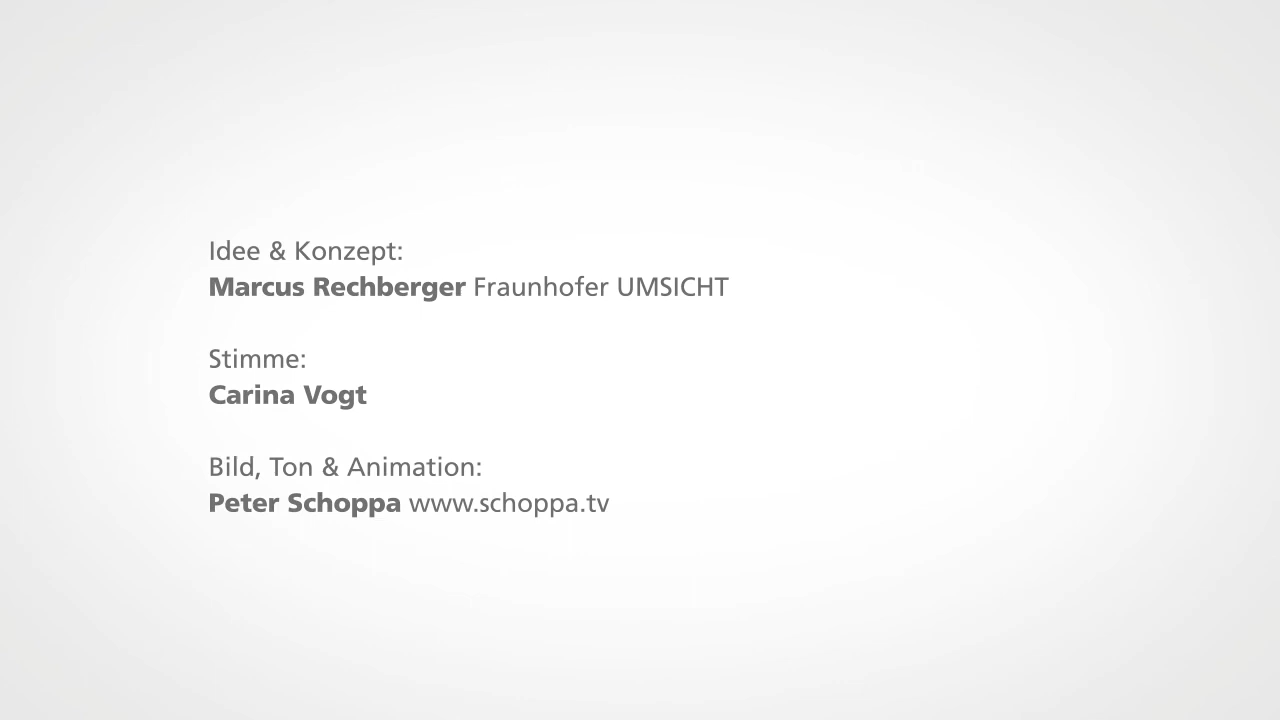 Idee & Konzept:
Marcus Rechberger Fraunhofer UMSICHT
Stimme:
Carina Vogt
Bild, Ton & Animation:
Peter Schoppa www.schoppa.tv